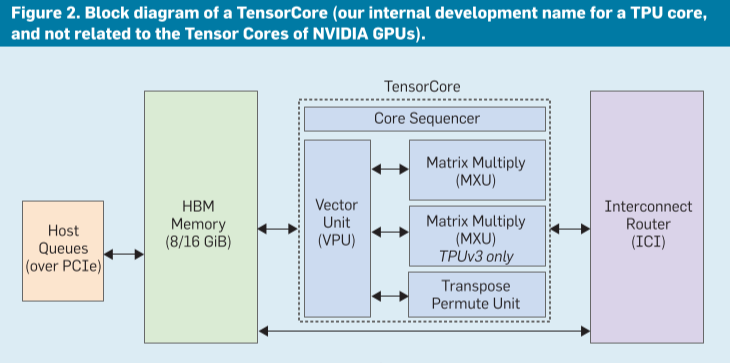 Figure 2. Block diagram of a TensorCore (our internal development name for a TPU core,
and not related to the Tensor Cores of NVIDIA GPUs).
TensorCore
Core Sequencer
Host
Queues
(over PCIe)
HBM
Memory
(8/16 GiB)
Vector
Unit
(VPU)
Matrix Multiply
(MXU)
Matrix Multiply
(MXU)
TPUv3 only
Transpose
Permute Unit
Interconnect
Router
(ICI)